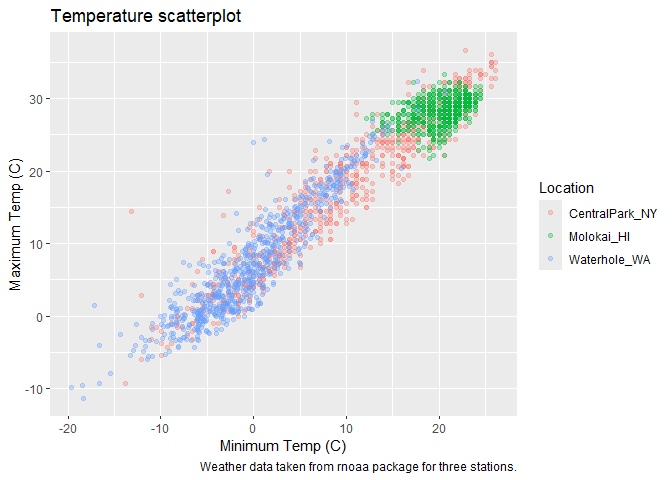 Temperature scatterplot
Maximum Temp (C)
30
20
10
0
-10
-20
-10
0
10
20
Minimum Temp (C)
Location
CentralPark_NY
Molokai_HI
Waterhole_WA
Weather data taken from rnoaa package for three stations.